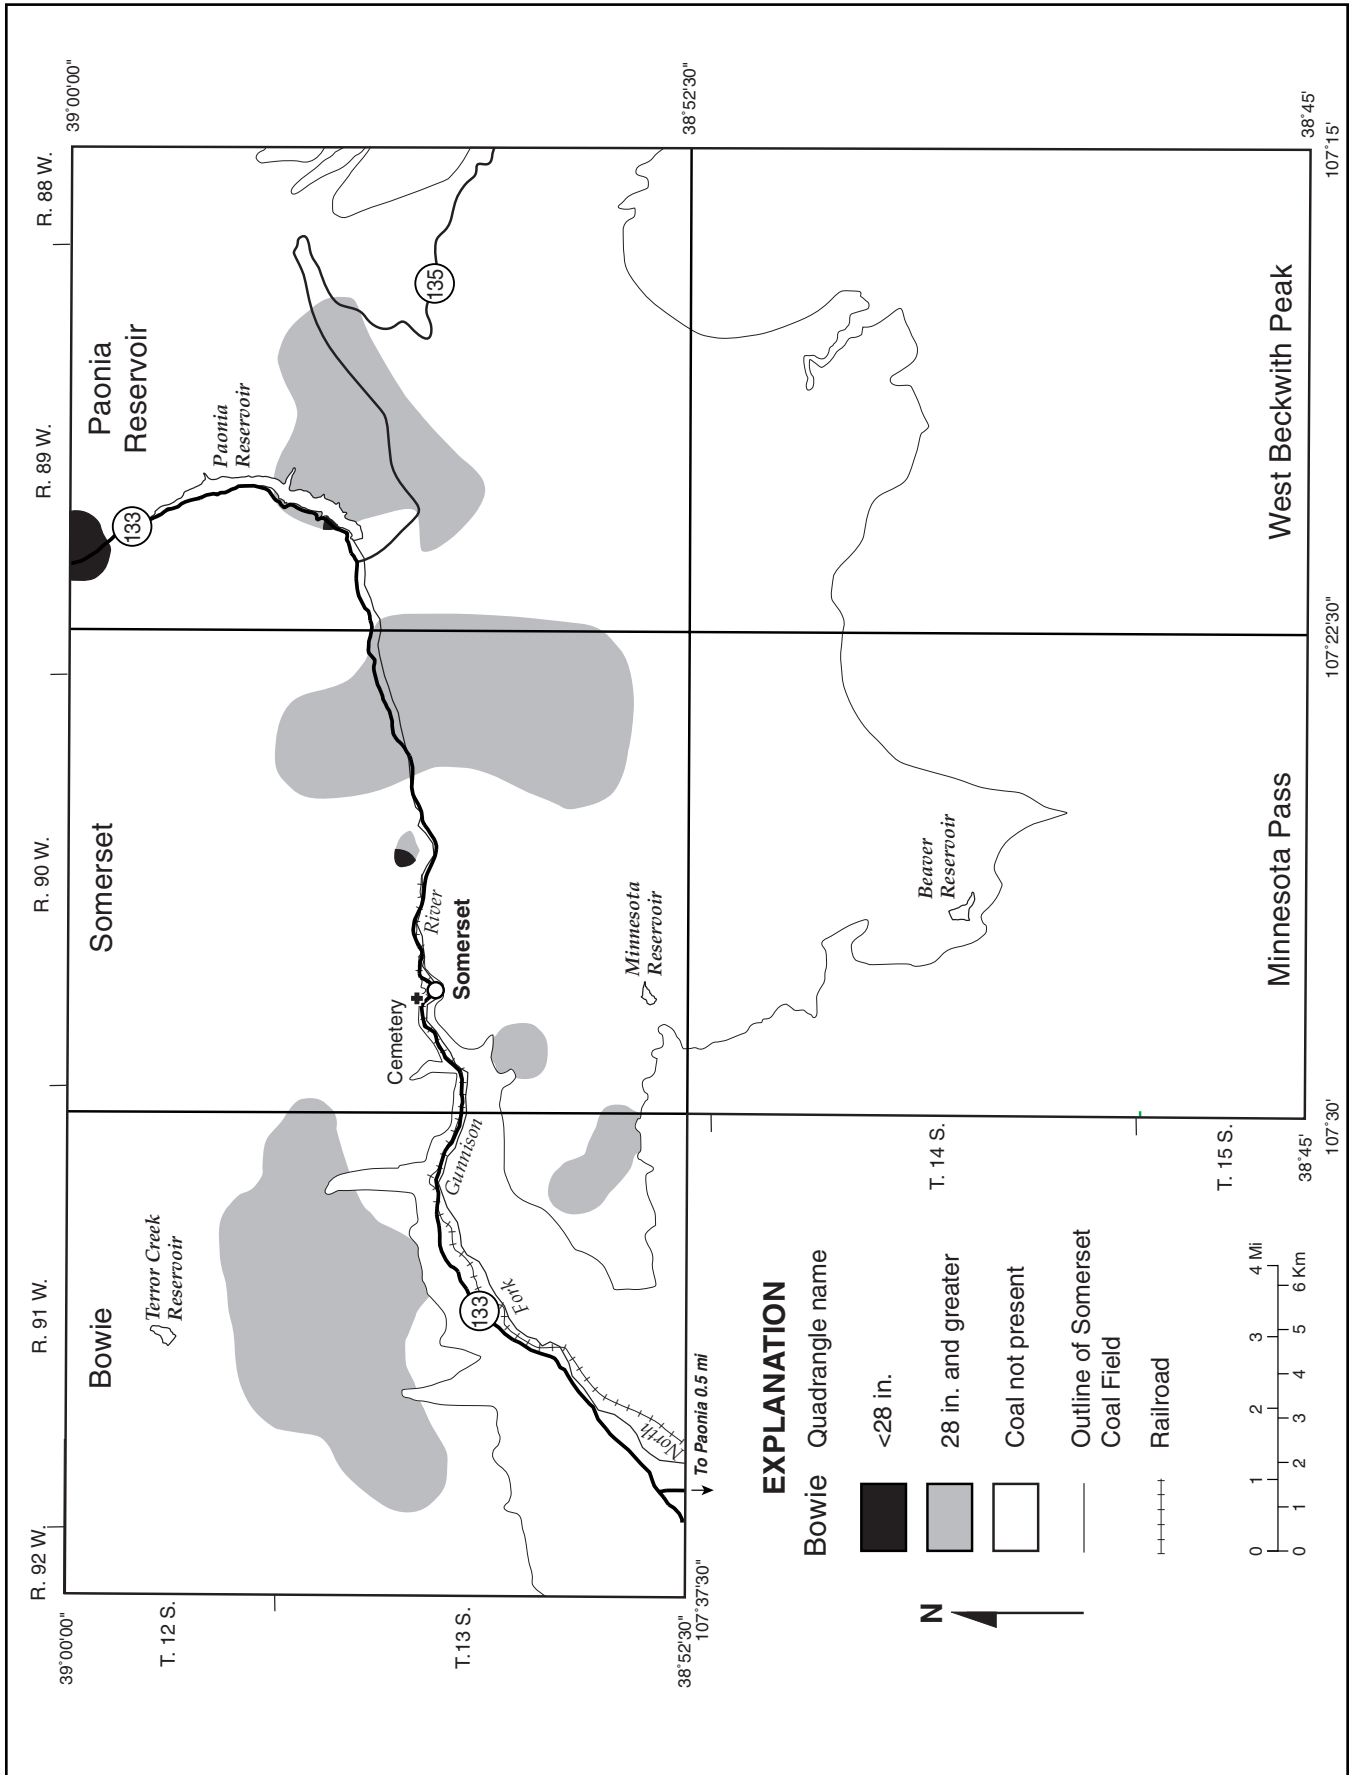 R. 92 W.
R. 91 W.
R. 90 W.
R. 89 W.
R. 88 W.
39°00'00"
39°00'00"
Bowie
Somerset
Paonia
Reservoir
T. 12 S.
Terror Creek
Reservoir
Paonia
Reservoir
133
135
Cemetery
River
Somerset
T.13 S.
Gunnison
133
Fork
North
Minnesota
Reservoir
38°52'30"
107°37'30"
38°52'30"
To Paonia 0.5 mi
EXPLANATION
Bowie Quadrangle name
<28 in.
28 in. and greater
Coal not present
Outline of Somerset
Coal Field
Railroad
N
0 1 2 3 4 Mi
0 1 2 3 4 5 6 Km
T. 14 S.
T. 15 S.
Beaver
Reservoir
Minnesota Pass
West Beckwith Peak
38°45'
107°30'
107°22'30"
38°45'
107°15'